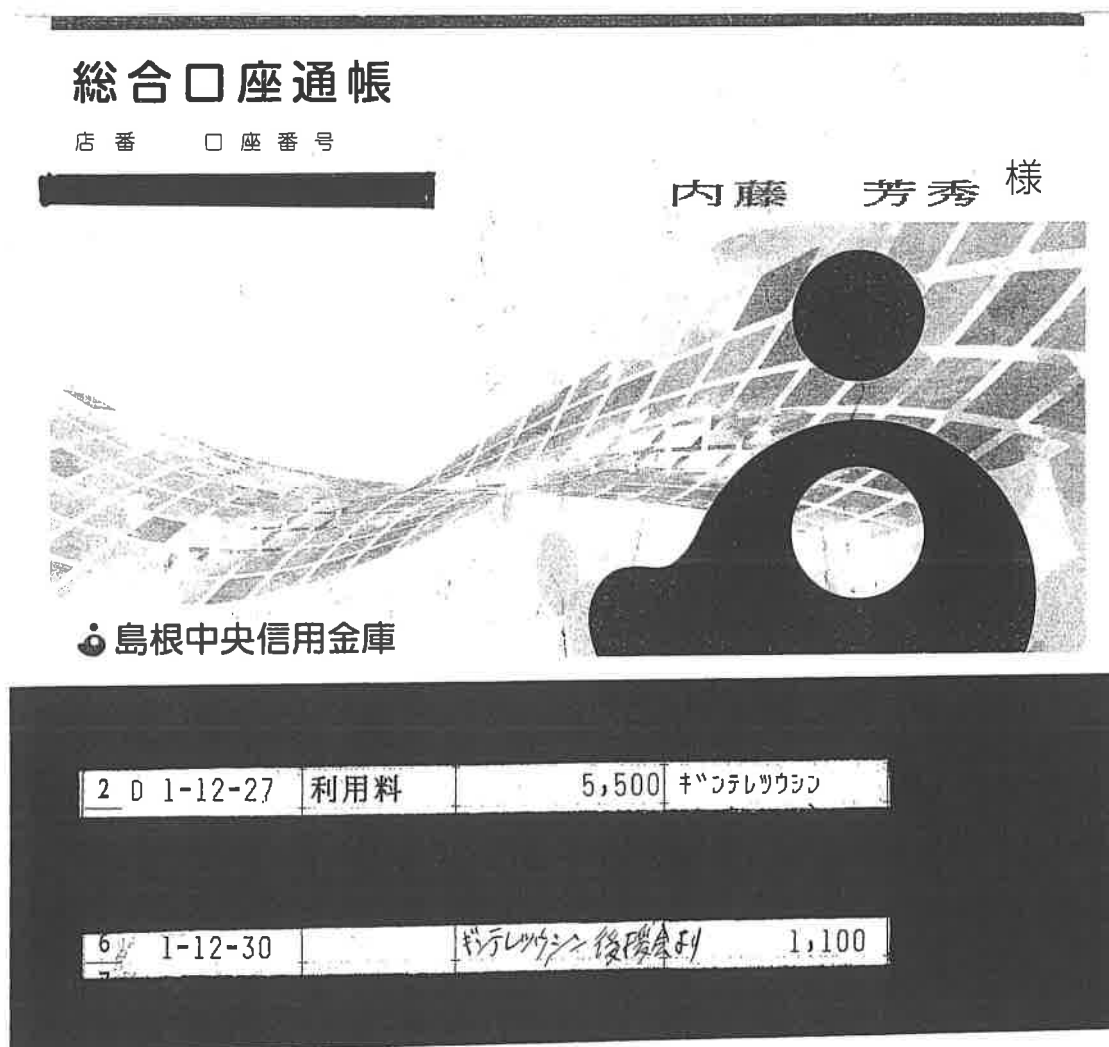 総合口座通帳
店番 口座番号
内藤 芳秀 様
島根中央信用金庫
2 D 1-12-27 利用料 5,500 ギンテレツウシン
6 1-12-30 ギンテレツウシン後援会より 1,100
7